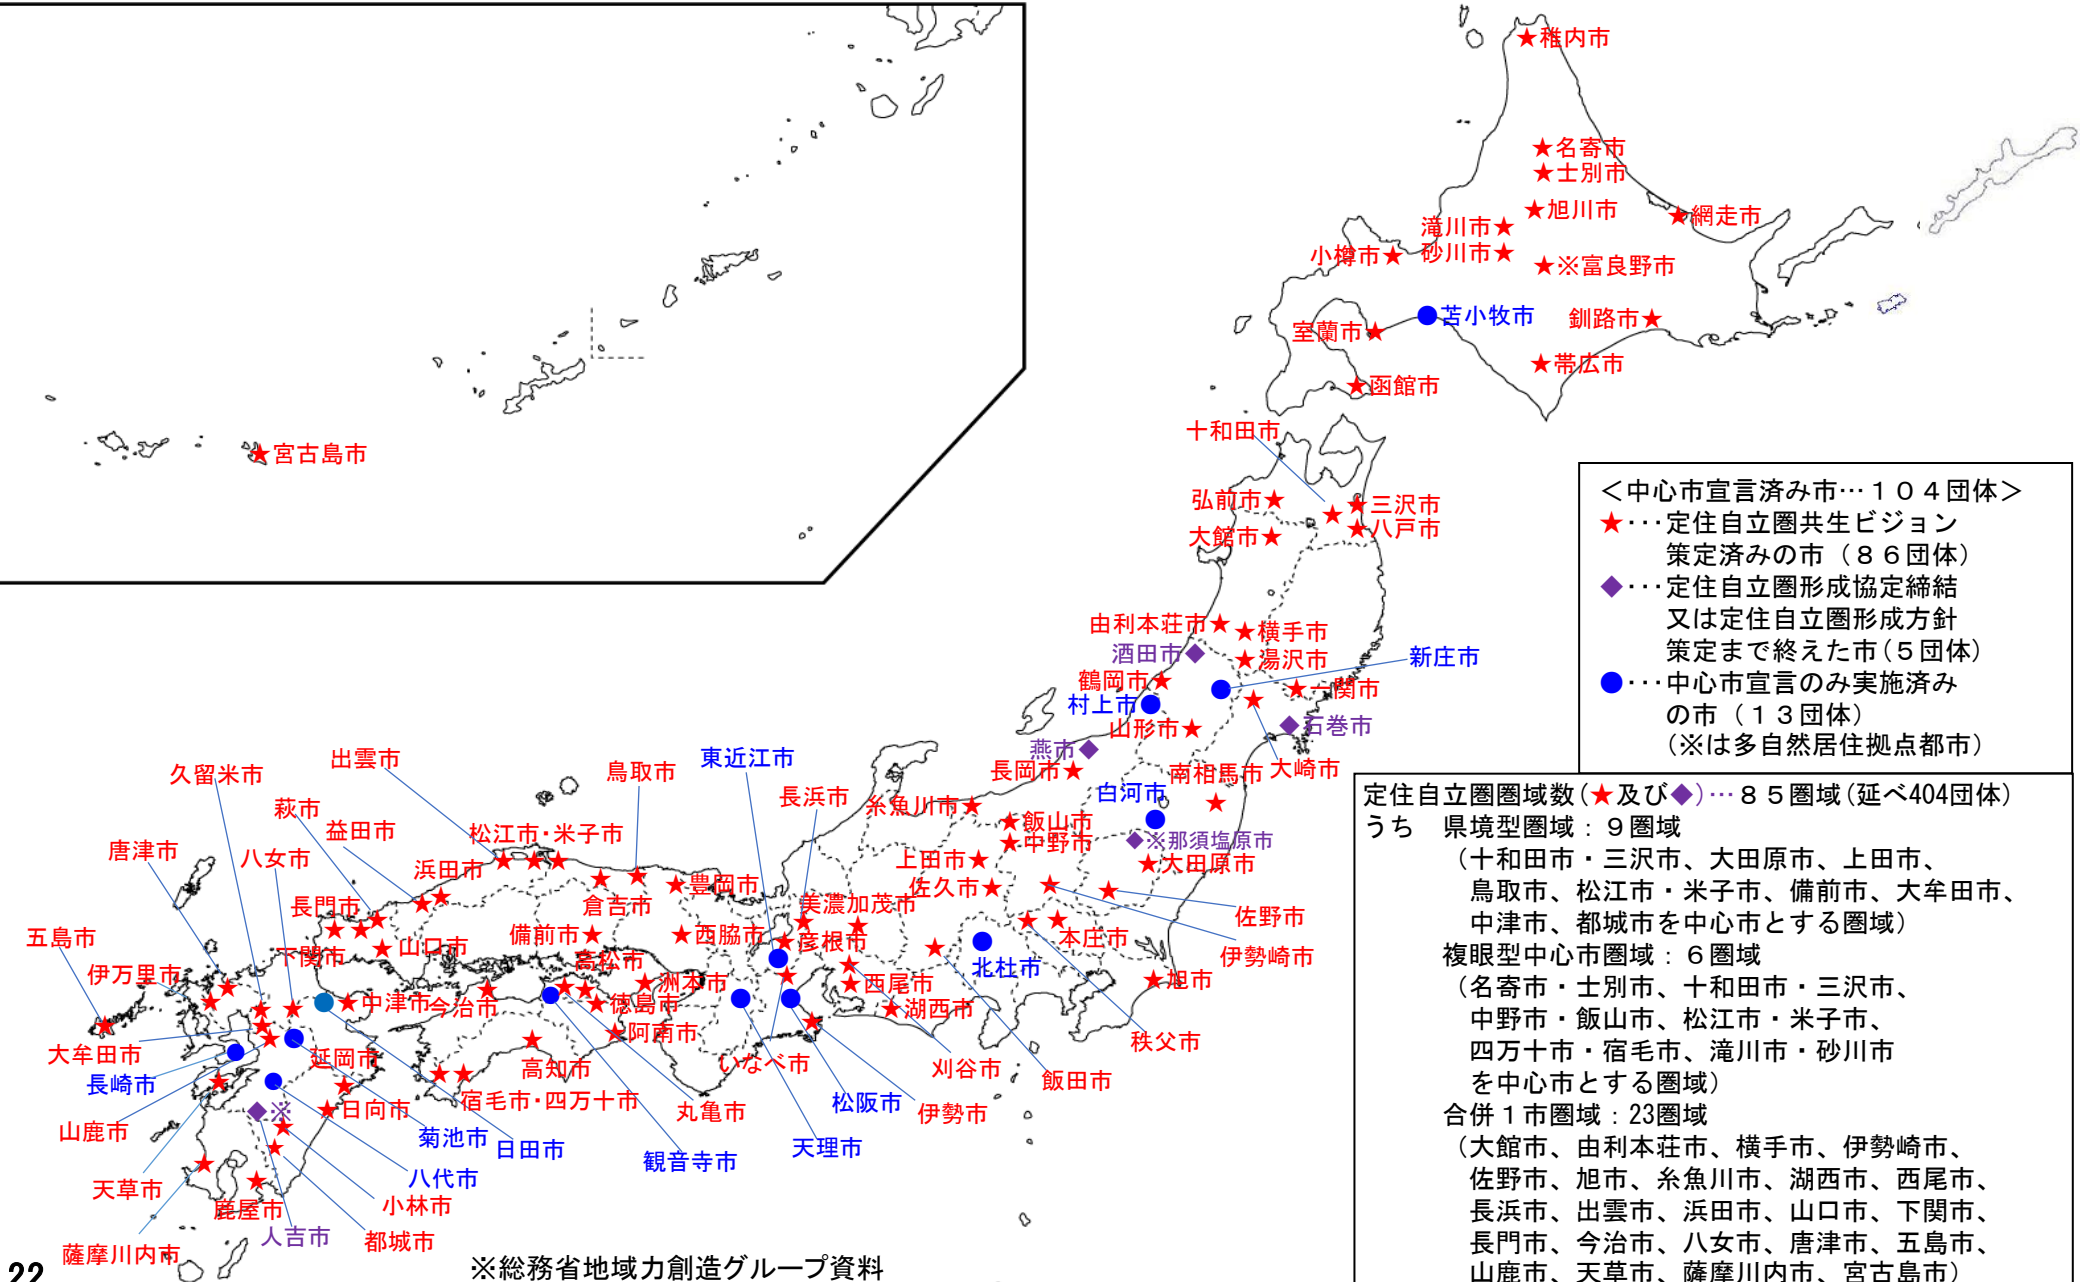 稚内市
名寄市
士別市
旭川市
網走市
滝川市
小樽市
砂川市
※富良野市
苫小牧市
釧路市
室蘭市
帯広市
函館市
宮古島市
十和田市
弘前市
三沢市
八戸市
大館市
＜中心市宣言済み市…１０４団体＞
★…定住自立圏共生ビジョン
策定済みの市（８６団体）
◆…定住自立圏形成協定締結
又は定住自立圏形成方針
策定まで終えた市（５団体）
●…中心市宣言のみ実施済み
の市（１３団体）
（※は多自然居住拠点都市）
由利本荘市
横手市
酒田市
湯沢市
新庄市
鶴岡市
一関市
村上市
山形市
石巻市
燕市
長岡市
南相馬市
大崎市
白河市
糸魚川市
飯山市
中野市
※那須塩原市
上田市
大田原市
佐久市
佐野市
伊勢崎市
本庄市
北杜市
旭市
秩父市
出雲市
久留米市
鳥取市
東近江市
長浜市
萩市
益田市
松江市・米子市
唐津市
八女市
浜田市
豊岡市
倉吉市
美濃加茂市
長門市
五島市
山口市
備前市
西脇市
彦根市
下関市
高松市
伊万里市
洲本市
西尾市
中津市
今治市
徳島市
湖西市
阿南市
大牟田市
延岡市
高知市
いなべ市
刈谷市
飯田市
長崎市
日向市
宿毛市・四万十市
丸亀市
松阪市
伊勢市
※
山鹿市
菊池市
日田市
観音寺市
天理市
八代市
天草市
小林市
鹿屋市
人吉市
都城市
薩摩川内市
定住自立圏圏域数（★及び◆）…８５圏域（延べ404団体）
うち　県境型圏域：９圏域
（十和田市・三沢市、大田原市、上田市、
鳥取市、松江市・米子市、備前市、大牟田市、
中津市、都城市を中心市とする圏域）
複眼型中心市圏域：６圏域
（名寄市・士別市、十和田市・三沢市、
中野市・飯山市、松江市・米子市、
四万十市・宿毛市、滝川市・砂川市
を中心市とする圏域）
合併１市圏域：23圏域
（大館市、由利本荘市、横手市、伊勢崎市、
佐野市、旭市、糸魚川市、湖西市、西尾市、
長浜市、出雲市、浜田市、山口市、下関市、
長門市、今治市、八女市、唐津市、五島市、
山鹿市、天草市、薩摩川内市、宮古島市）
※総務省地域力創造グループ資料
22